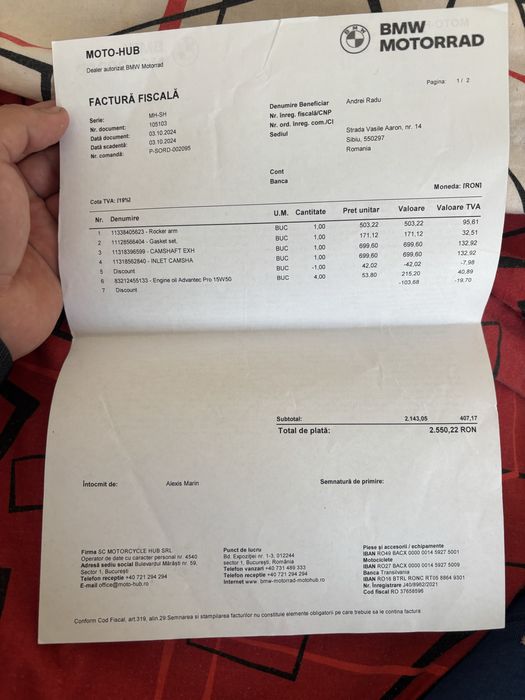 MOTO-HUB
Dealer autorizat BMW Motorrad
BMW
MOTORRAD
Pagina: 1 / 2
FACTURĂ FISCALĂ
Serie: MH-SH
Nr. document: 105103
Dată document: 03.10.2024
Dată scadentă: 03.10.2024
Nr. comandă: P-SORD-002095
Denumire Beneficiar Andrei Radu
Nr. înreg. fiscală/CNP
Nr. ord. înreg. com./CI
Sediul Strada Vasile Aaron, nr. 14
Sibiu, 550297
Romania
Cont
Banca
Cota TVA: [19%] Moneda: [RON]
Nr. Denumire U.M. Cantitate Pret unitar Valoare Valoare TVA
1 11338405623 - Rocker arm BUC 1,00 503,22 503,22 95,61
2 11128566404 - Gasket set, BUC 1,00 171,12 171,12 32,51
3 11318396599 - CAMSHAFT EXH BUC 1,00 699,60 699,60 132,92
4 11318562840 - INLET CAMSHA BUC 1,00 699,60 699,60 132,92
5 Discount BUC -1,00 42,02 -42,02 -7,98
6 83212455133 - Engine oil Advantec Pro 15W50 BUC 4,00 53,80 215,20 40,89
7 Discount -103,68 -19,70
Subtotal: 2.143,05 407,17
Total de plată: 2.550,22 RON
Întocmit de: Alexis Marin Semnatură de primire:
Firma SC MOTORCYCLE HUB SRL
Operator de date cu caracter personal nr. 4540
Adresă sediu social Bulevardul Mărăști nr. 59,
Sector 1, București
Telefon receptie +40 721 294 294
E-mail office@moto-hub.ro
Punct de lucru
Bd. Expoziției nr. 1-3, 012244
sector 1, București, România
Telefon vanzari +40 731 489 333
Telefon receptie +40 721 294 294
Internet www. bmw-motorrad-motohub.ro
Piese și accesorii / echipamente
IBAN RO49 BACX 0000 0014 5927 5001
Motociclete
IBAN RO27 BACX 0000 0014 5927 5009
Banca Transilvania
IBAN RO16 BTRL RONC RT05 8864 9301
Nr. înregistrare J40/8962/2021
Cod fiscal RO 37658596
Conform Cod Fiscal, art.319, alin.29 Semnarea si stampilarea facturilor nu constituie elemente obligatorii pe care trebuie sa le contina factura